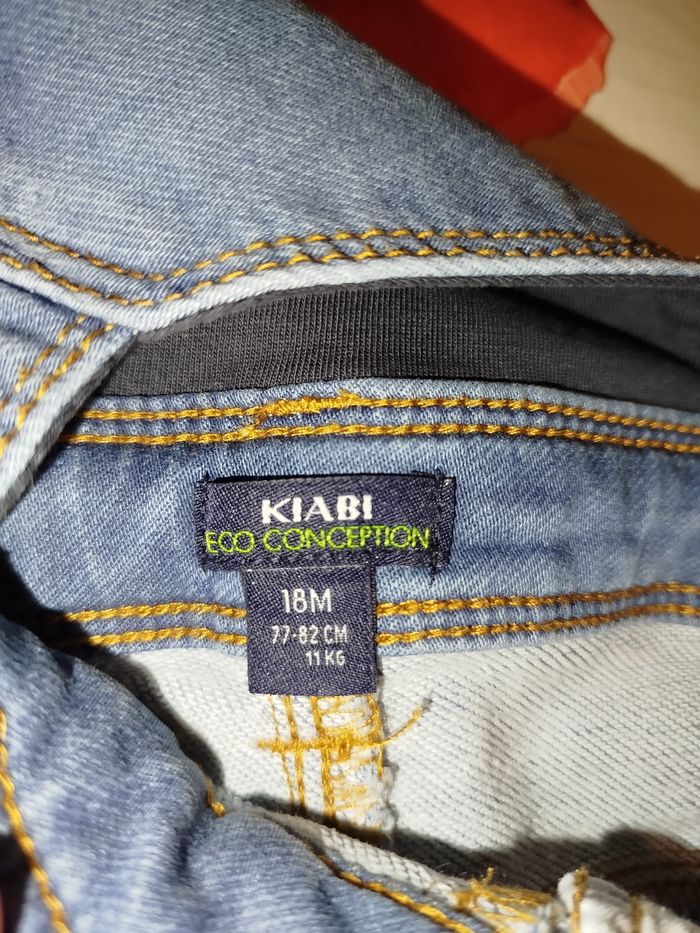 KIABI
ECO CONCEPTION
18M
77-82 CM
11 KG